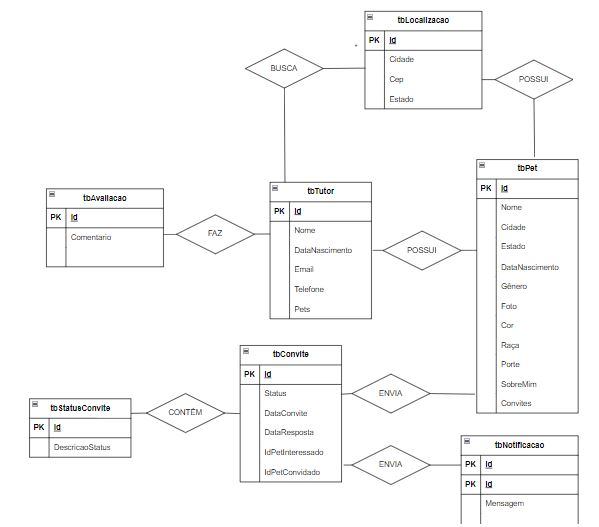 tbLocalizacao
PK Id
Cidade
Cep
Estado
BUSCA
POSSUI
tbPet
PK Id
Nome
Cidade
Estado
DataNascimento
Gênero
Foto
Cor
Raça
Porte
SobreMim
Convites
tbTutor
PK Id
Nome
DataNascimento
Email
Telefone
Pets
tbAvaliacao
PK Id
Comentario
FAZ
POSSUI
tbConvite
PK Id
Status
DataConvite
DataResposta
IdPetInteressado
IdPetConvidado
ENVIA
tbStatusConvite
PK Id
DescricaoStatus
CONTÉM
ENVIA
tbNotificacao
PK Id
PK Id
Mensagem